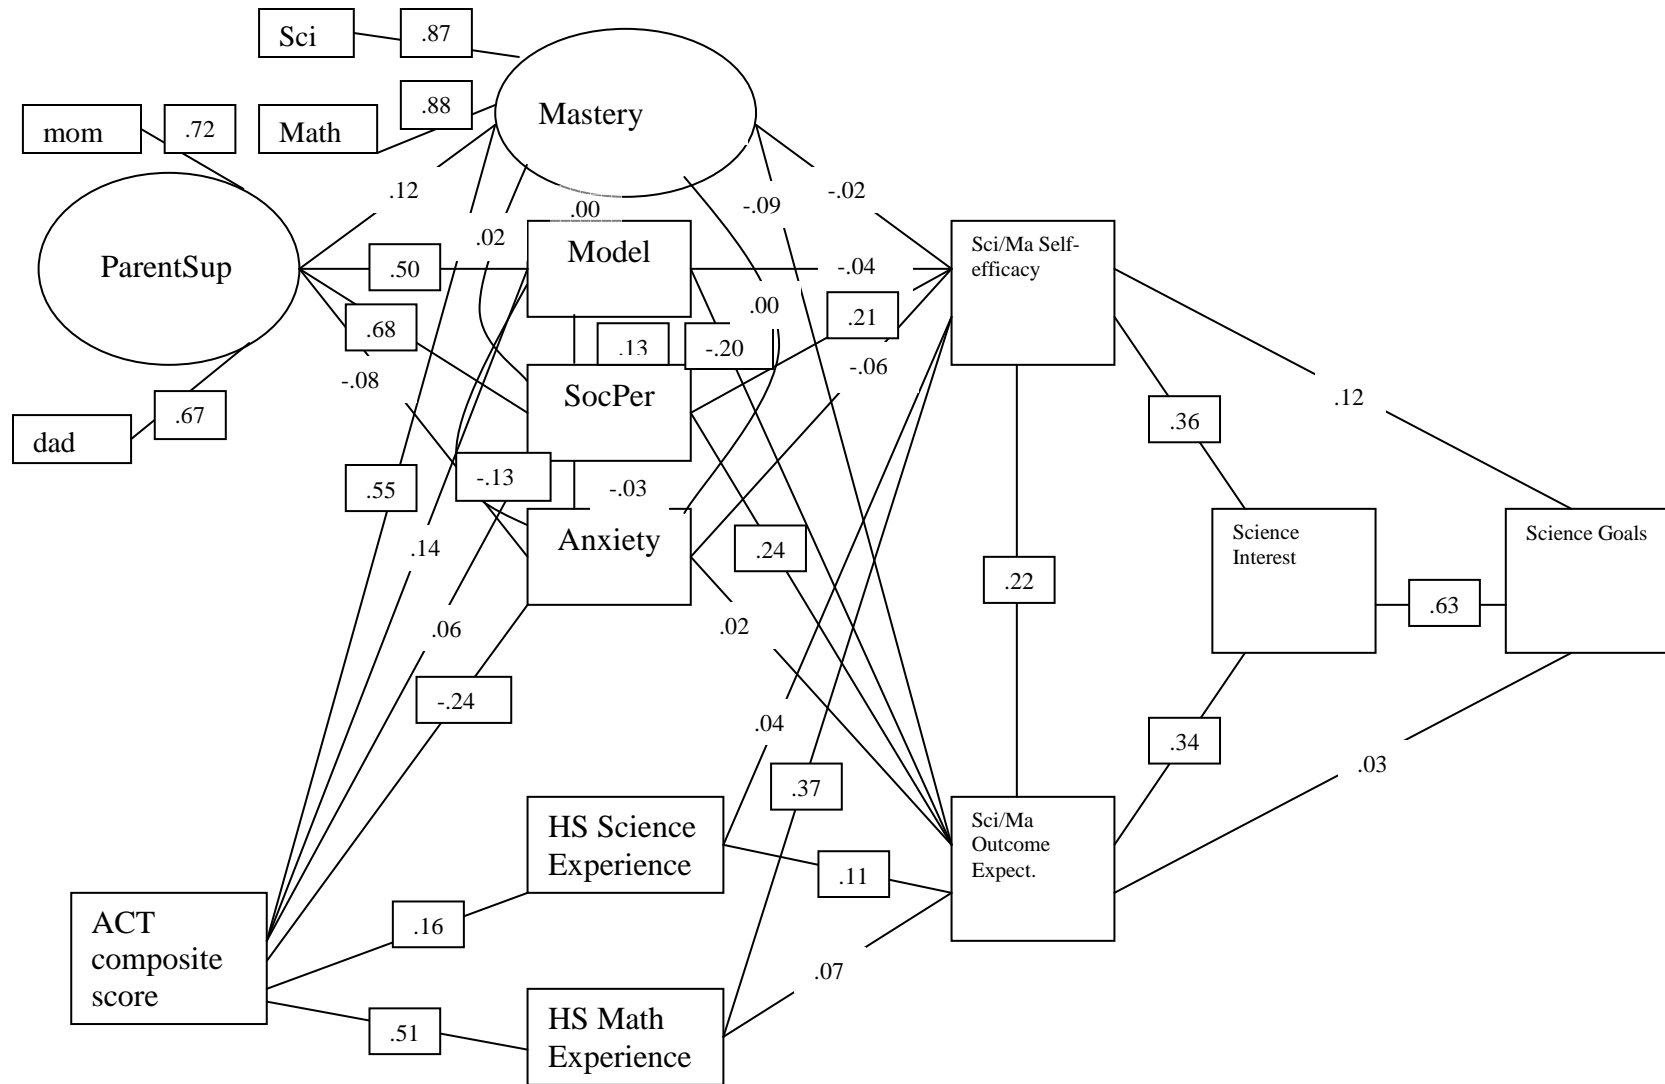 Sci
.87
.88
Mastery
mom
.72
Math
.12
-.02
.00
-.09
.02
Model
Sci/Ma Self-
efficacy
ParentSup
.50
-.04
.00
.68
.21
.13
-.20
-.08
-.06
SocPer
.12
.67
.36
dad
-.13
.55
-.03
Anxiety
Science
Interest
Science Goals
.14
.24
.22
.63
.06
.02
-.24
.04
.34
.03
.37
HS Science
Experience
Sci/Ma
Outcome
Expect.
.11
ACT
composite
score
.16
.07
HS Math
Experience
.51